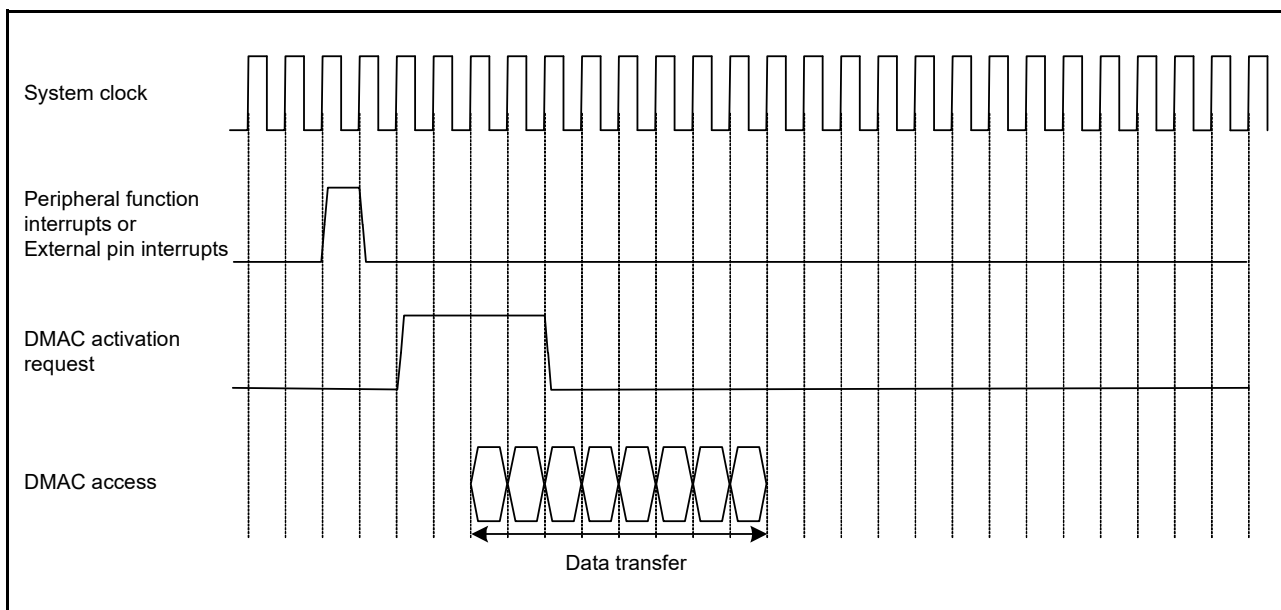 System clock
Peripheral function
interrupts or
External pin interrupts
DMAC activation
request
DMAC access
Data transfer